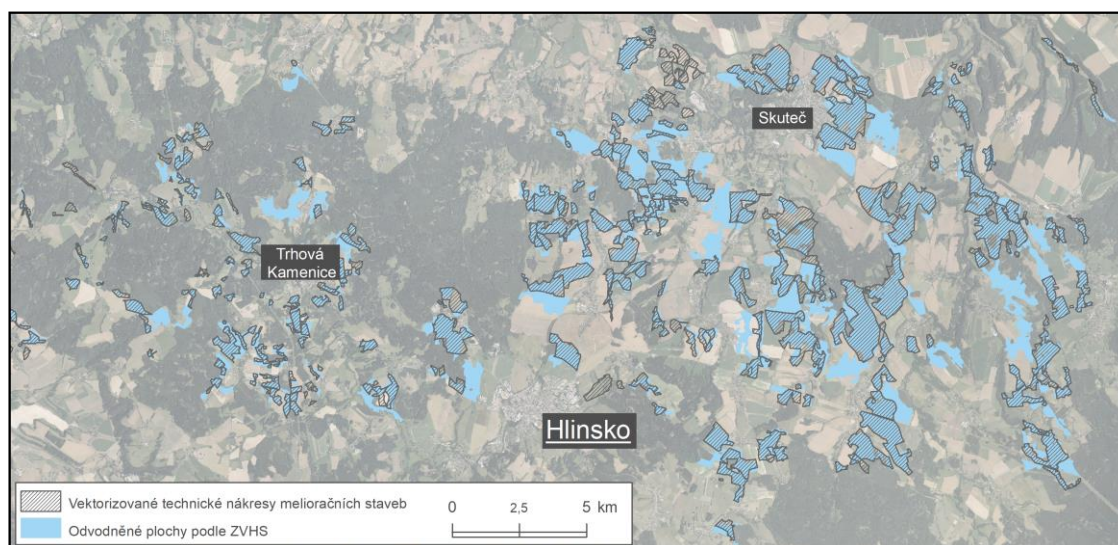 Skuteč
Trhová
Kamenice
Hlinsko
Vektorizované technické nákresy melioračních staveb
Odvodněné plochy podle ZVHS
0 2,5 5 km